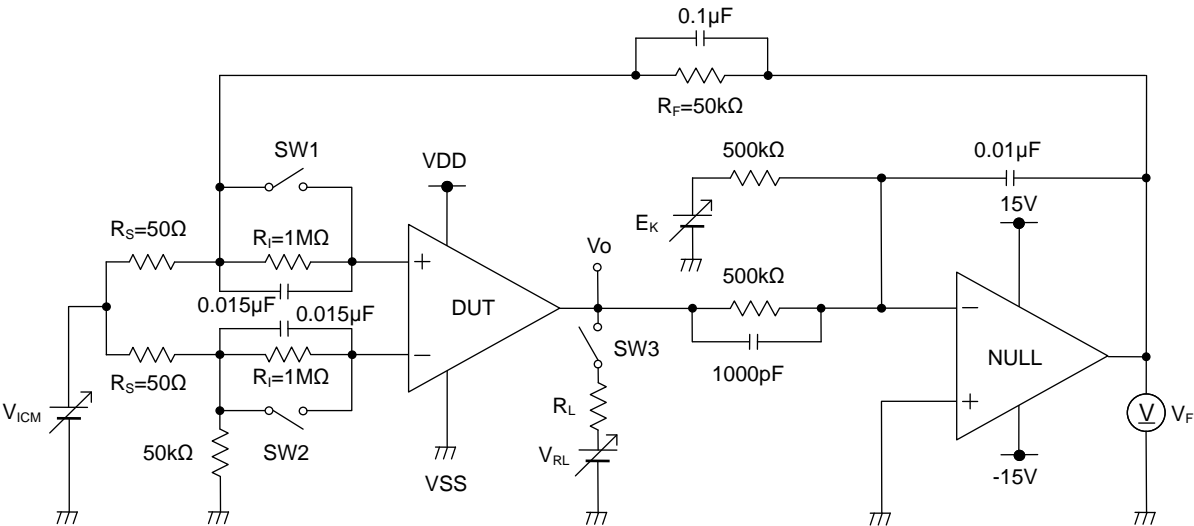 0.1µF
R_F=50kΩ
SW1
VDD
500kΩ
0.01µF
15V
R_S=50Ω
R_I=1MΩ
E_K
Vo
500kΩ
+
0.015µF
0.015µF
DUT
−
SW3
NULL
−
R_S=50Ω
R_I=1MΩ
1000pF
V_ICM
SW2
R_L
+
V
V_F
50kΩ
VSS
V_RL
-15V